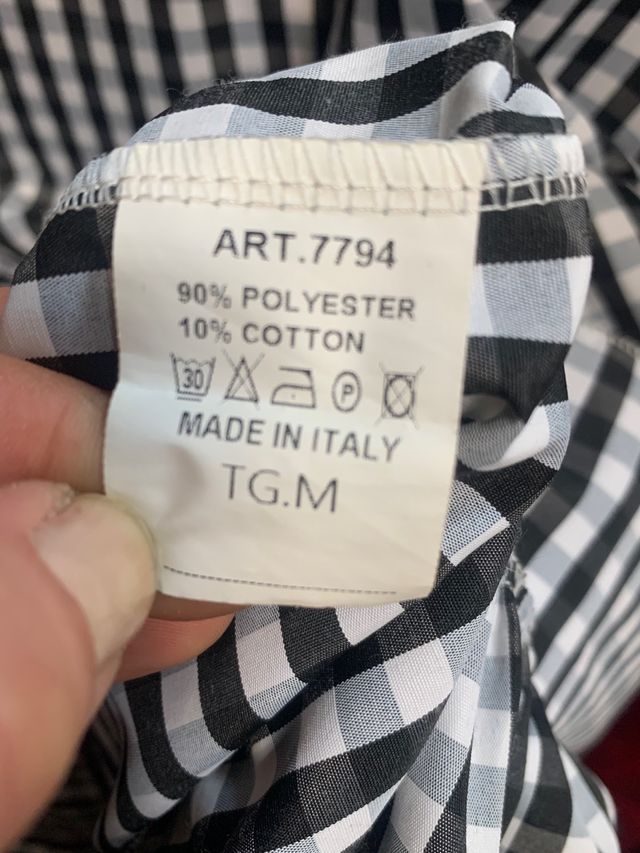 ART.7794
90% POLYESTER
10% COTTON
30 P
MADE IN ITALY
TG.M